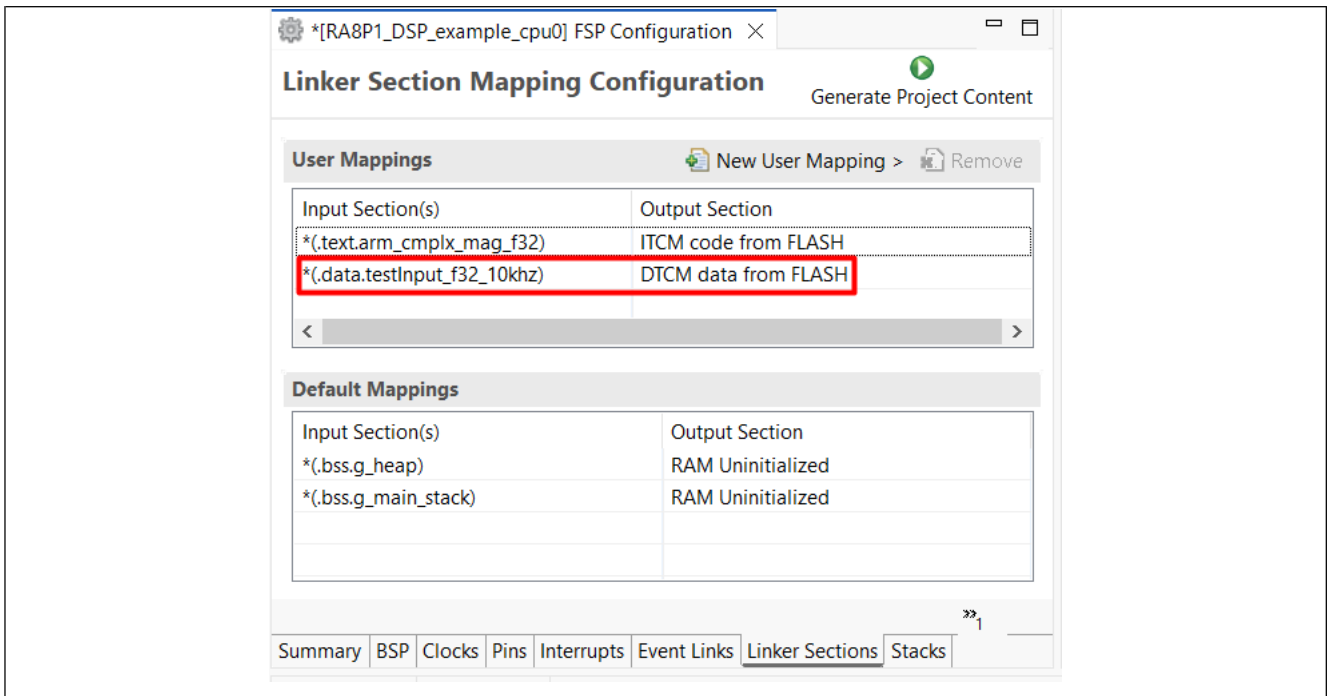 *[RA8P1_DSP_example_cpu0] FSP Configuration
Linker Section Mapping Configuration
Generate Project Content
User Mappings New User Mapping > Remove
Input Section(s) Output Section
*(.text.arm_cmplx_mag_f32) ITCM code from FLASH
*(.data.testInput_f32_10khz) DTCM data from FLASH
Default Mappings
Input Section(s) Output Section
*(.bss.g_heap) RAM Uninitialized
*(.bss.g_main_stack) RAM Uninitialized
»1
Summary BSP Clocks Pins Interrupts Event Links Linker Sections Stacks